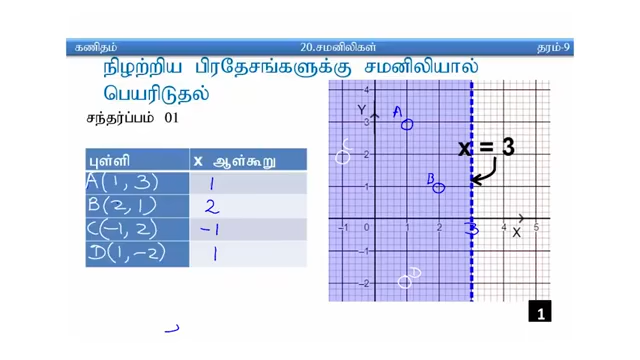 கணிதம் 20.சமனிலிகள் தரம்-9
நிழற்றிய பிரதேசங்களுக்கு சமனிலியால்
பெயரிடுதல்
சந்தர்ப்பம் 01
புள்ளி X ஆள்கூறு
A(1, 3) 1
B(2, 1) 2
C(-1, 2) -1
D(1, -2) 1
4
Y A
3
C x = 3
2
B
1
-1 0 1 2 3 4 5
X
-1
D
-2
1